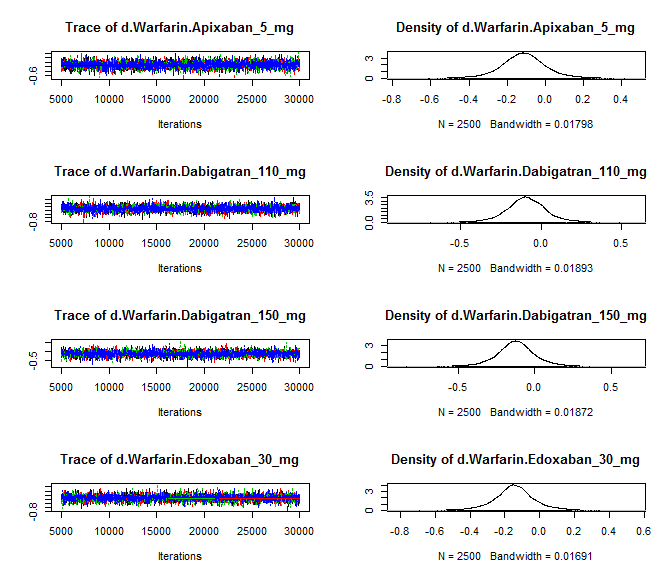 Trace of d.Warfarin.Apixaban_5_mg
Density of d.Warfarin.Apixaban_5_mg
-0.6
5000 10000 15000 20000 25000 30000
Iterations
0 3
-0.8 -0.6 -0.4 -0.2 0.0 0.2 0.4
N = 2500 Bandwidth = 0.01798
Trace of d.Warfarin.Dabigatran_110_mg
Density of d.Warfarin.Dabigatran_110_mg
-0.8
5000 10000 15000 20000 25000 30000
Iterations
0.0 3.5
-0.5 0.0 0.5
N = 2500 Bandwidth = 0.01893
Trace of d.Warfarin.Dabigatran_150_mg
Density of d.Warfarin.Dabigatran_150_mg
-0.5
5000 10000 15000 20000 25000 30000
Iterations
0 3
-0.5 0.0 0.5
N = 2500 Bandwidth = 0.01872
Trace of d.Warfarin.Edoxaban_30_mg
Density of d.Warfarin.Edoxaban_30_mg
-0.8
5000 10000 15000 20000 25000 30000
Iterations
0 3
-0.8 -0.6 -0.4 -0.2 0.0 0.2 0.4 0.6
N = 2500 Bandwidth = 0.01691